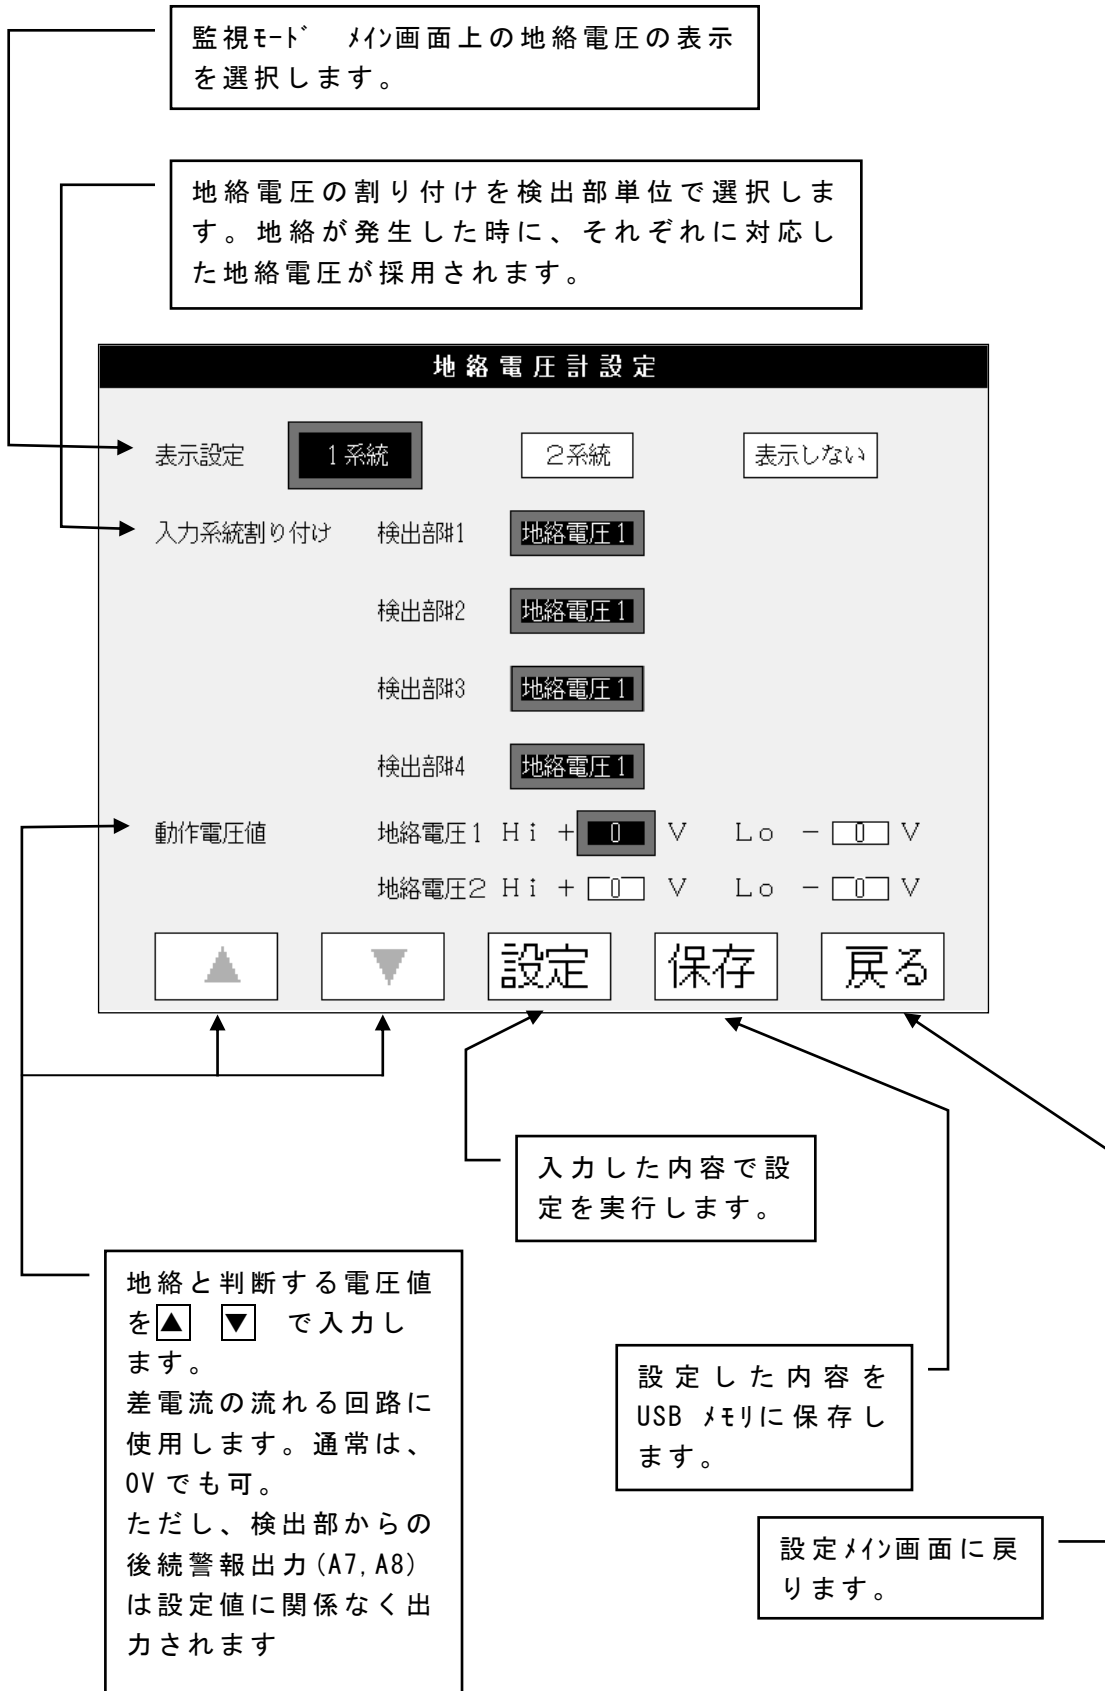 監視ﾓｰﾄﾞ　ﾒｲﾝ画面上の地絡電圧の表示
を選択します。
地絡電圧の割り付けを検出部単位で選択しま
す。地絡が発生した時に、それぞれに対応し
た地絡電圧が採用されます。
地絡電圧計設定
表示設定　１系統　２系統　表示しない
入力系統割り付け　検出部#1　地絡電圧１
検出部#2　地絡電圧１
検出部#3　地絡電圧１
検出部#4　地絡電圧１
動作電圧値　地絡電圧１ Ｈｉ ＋ 0 Ｖ　Ｌｏ － 0 Ｖ
地絡電圧２ Ｈｉ ＋ 0 Ｖ　Ｌｏ － 0 Ｖ
▲　▼　設定　保存　戻る
入力した内容で設
定を実行します。
地絡と判断する電圧値
を▲　▼　で入力し
ます。
差電流の流れる回路に
使用します。通常は、
0Vでも可。
ただし、検出部からの
後続警報出力(A7,A8)
は設定値に関係なく出
力されます
設定した内容を
USB ﾒﾓﾘに保存し
ます。
設定ﾒｲﾝ画面に戻
ります。